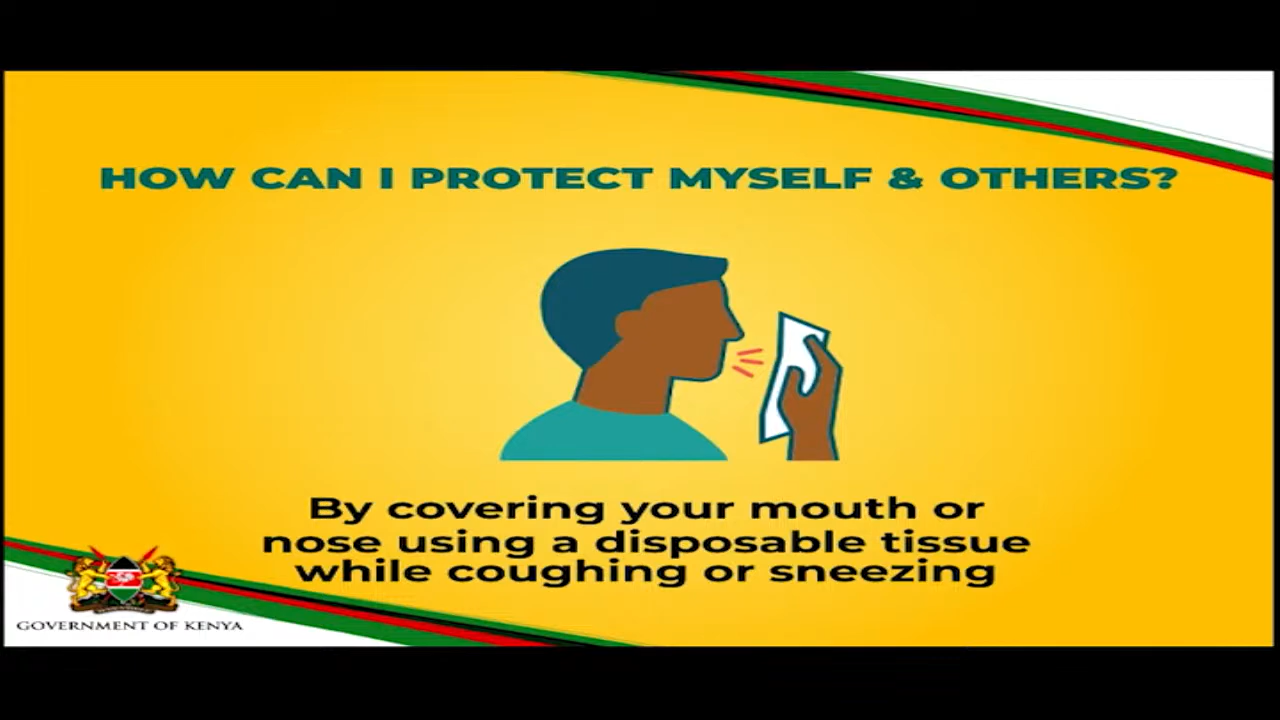 HOW CAN I PROTECT MYSELF & OTHERS?
By covering your mouth or
nose using a disposable tissue
while coughing or sneezing
GOVERNMENT OF KENYA